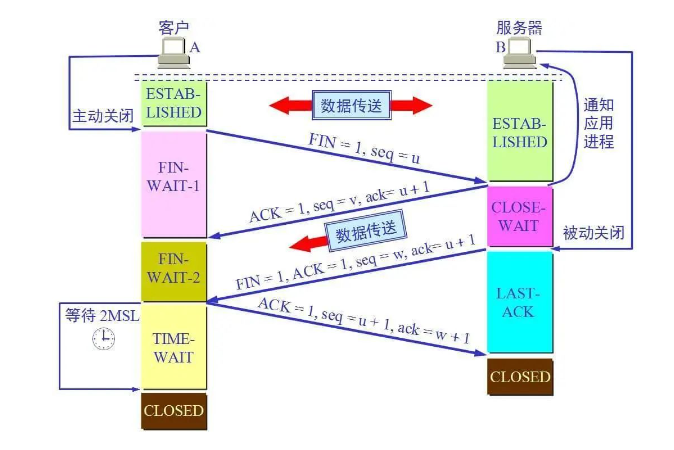 客户
A
服务器
B
ESTAB-
LISHED
数据传送
主动关闭
ESTAB-
LISHED
通知
应用
进程
FIN = 1, seq = u
FIN-
WAIT-1
ACK = 1, seq = v, ack= u + 1
CLOSE-
WAIT
数据传送
被动关闭
FIN-
WAIT-2
FIN = 1, ACK = 1, seq = w, ack= u + 1
LAST-
ACK
等待 2MSL
ACK = 1, seq = u + 1, ack = w + 1
TIME-
WAIT
CLOSED
CLOSED